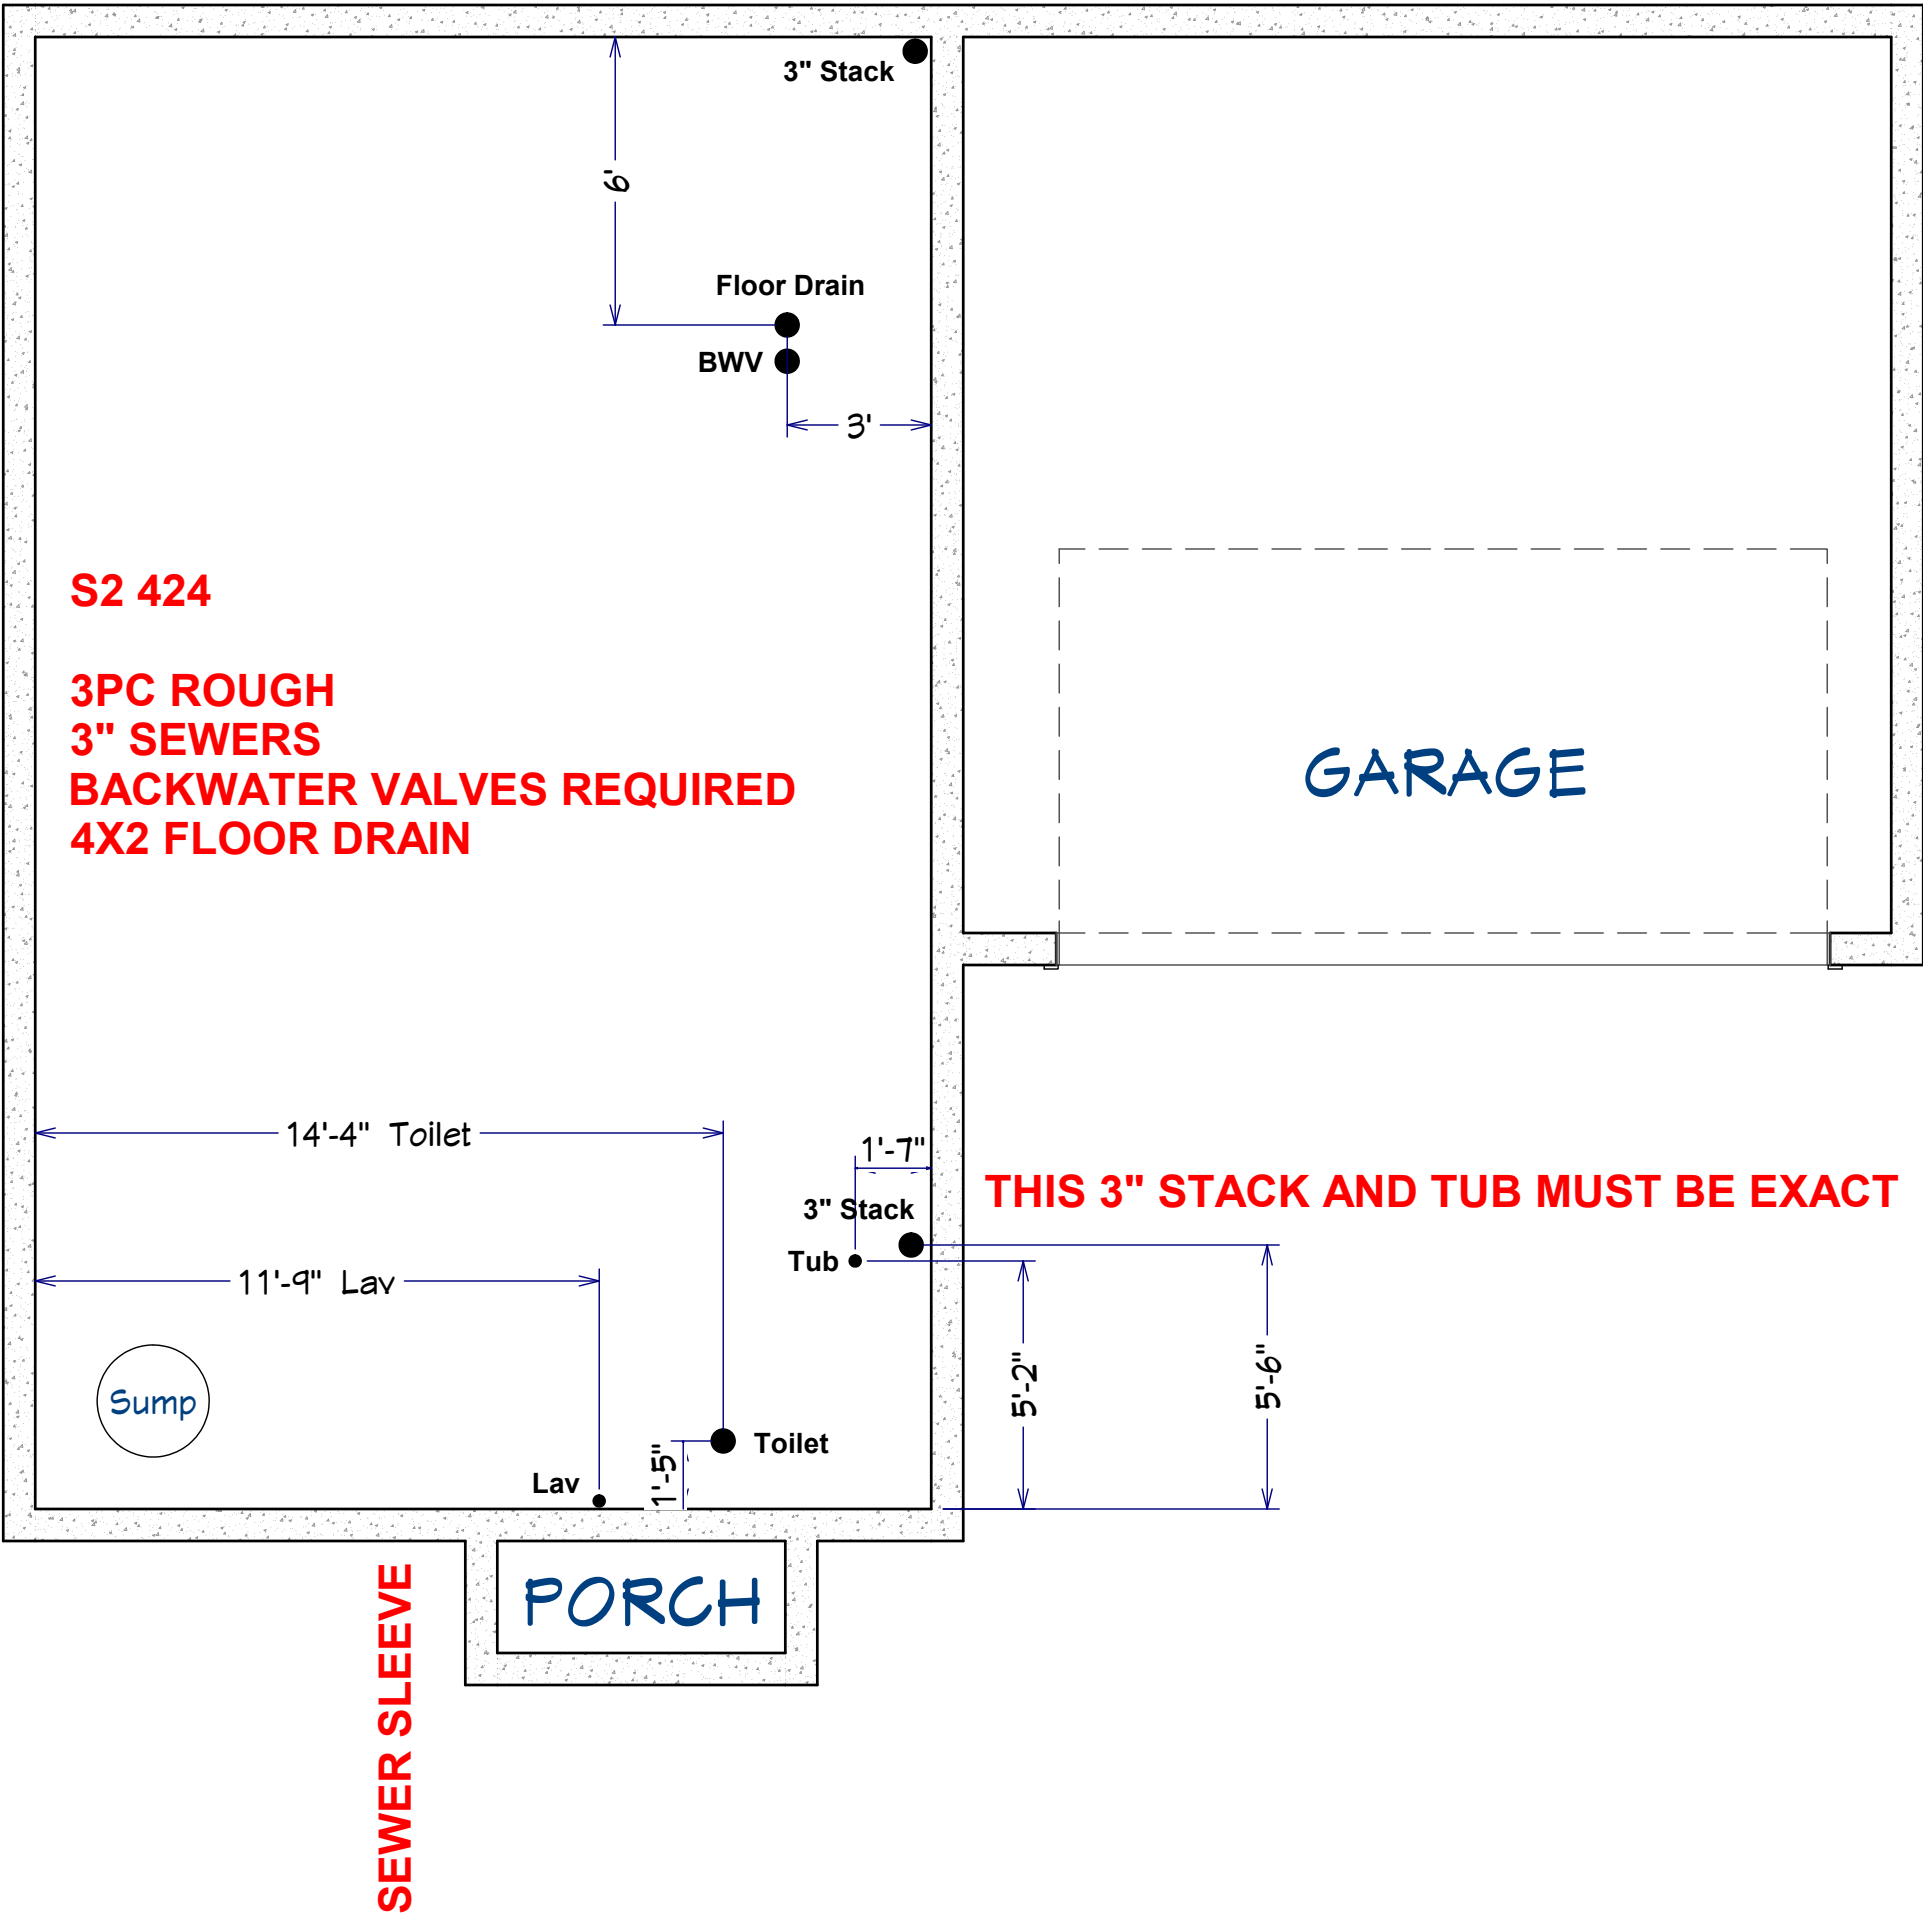 3" Stack
6'
Floor Drain
BWV
3'
S2 424
3PC ROUGH
3" SEWERS
BACKWATER VALVES REQUIRED
4X2 FLOOR DRAIN
GARAGE
14'-4" Toilet
1'-7"
THIS 3" STACK AND TUB MUST BE EXACT
3" Stack
Tub
11'-9" Lav
5'-2"
5'-6"
Sump
Toilet
1'-5"
Lav
PORCH
SEWER SLEEVE